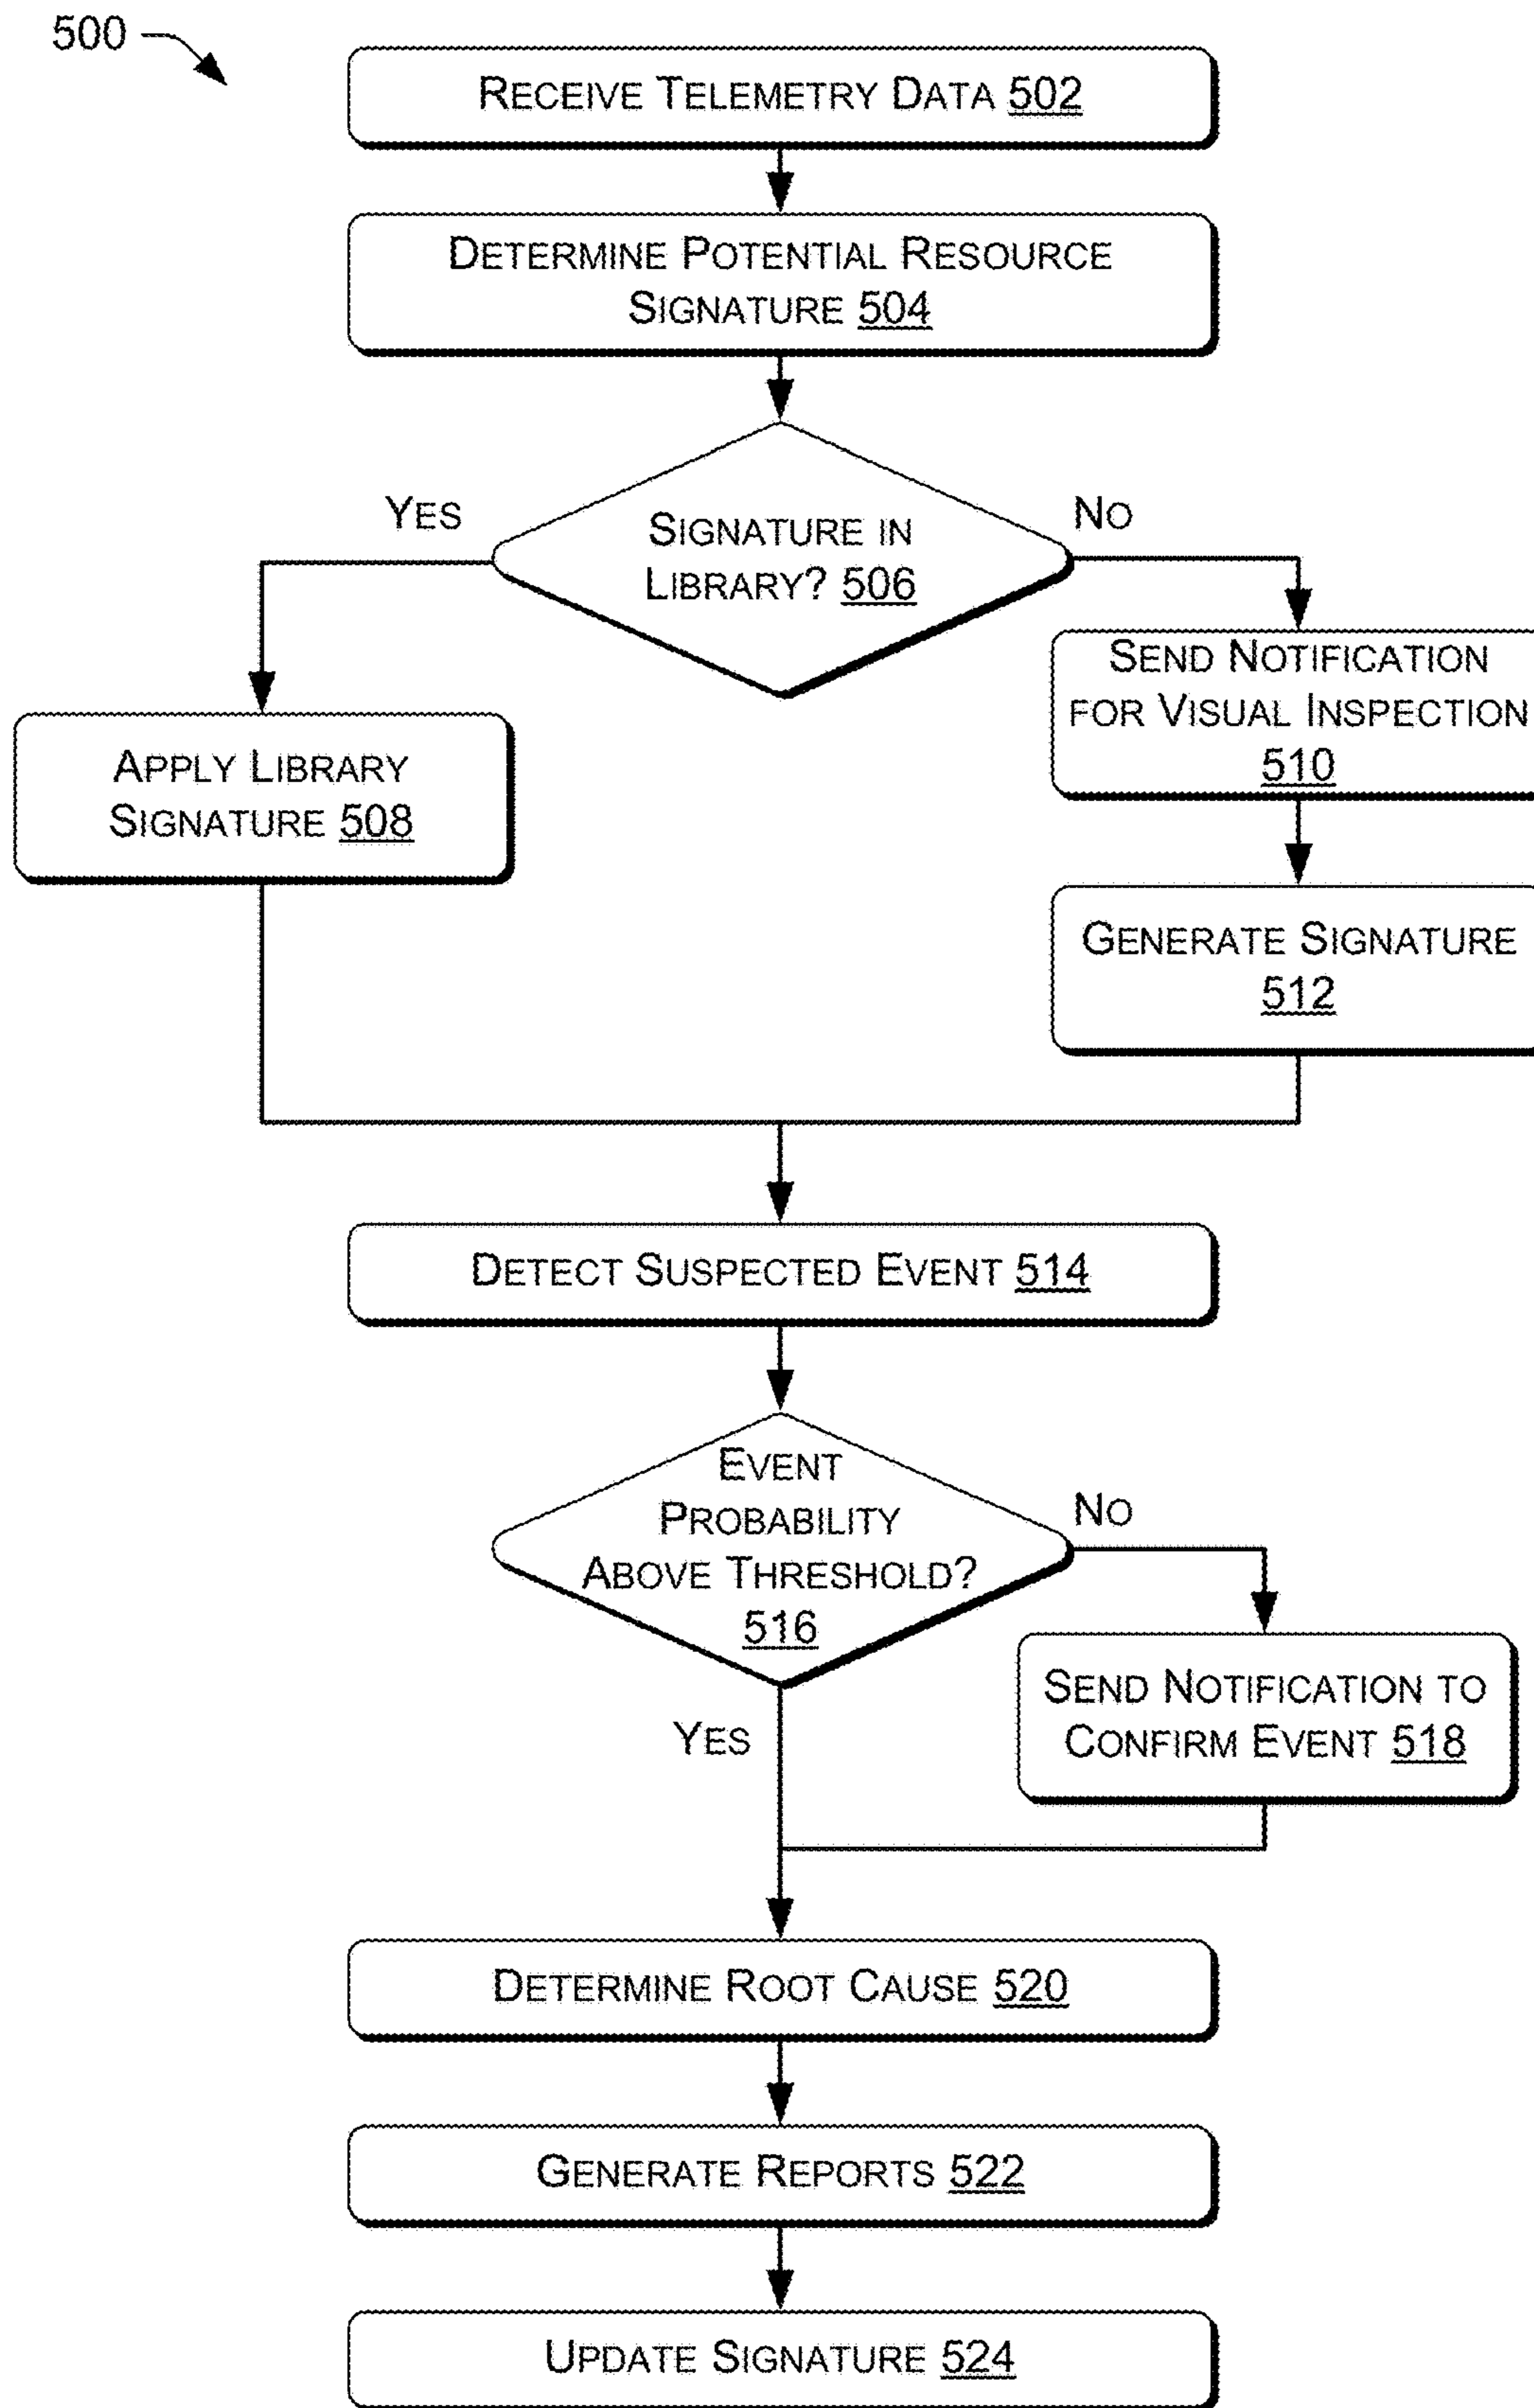 500
RECEIVE TELEMETRY DATA 502
DETERMINE POTENTIAL RESOURCE
SIGNATURE 504
YES
NO
SIGNATURE IN
LIBRARY? 506
SEND NOTIFICATION
FOR VISUAL INSPECTION
510
APPLY LIBRARY
SIGNATURE 508
GENERATE SIGNATURE
512
DETECT SUSPECTED EVENT 514
EVENT
PROBABILITY
ABOVE THRESHOLD?
516
NO
YES
SEND NOTIFICATION TO
CONFIRM EVENT 518
DETERMINE ROOT CAUSE 520
GENERATE REPORTS 522
UPDATE SIGNATURE 524